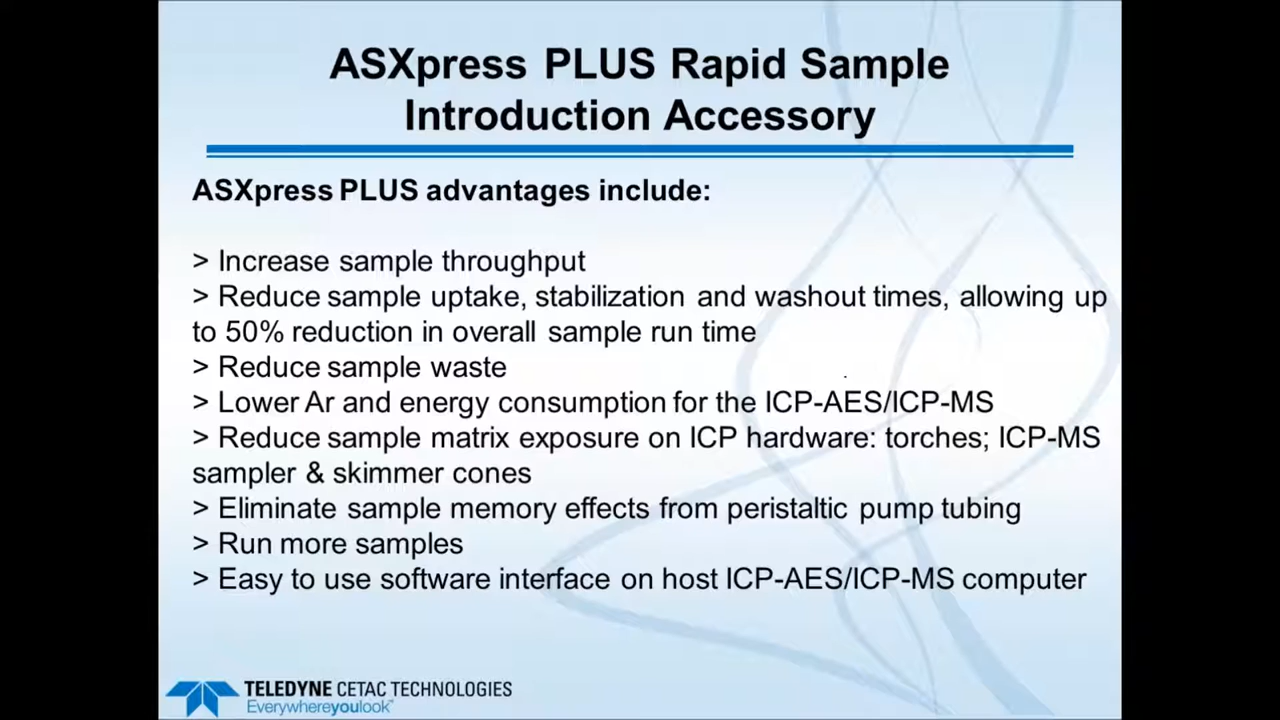 ASXpress PLUS Rapid Sample
Introduction Accessory
ASXpress PLUS advantages include:
> Increase sample throughput
> Reduce sample uptake, stabilization and washout times, allowing up
to 50% reduction in overall sample run time
> Reduce sample waste
> Lower Ar and energy consumption for the ICP-AES/ICP-MS
> Reduce sample matrix exposure on ICP hardware: torches; ICP-MS
sampler & skimmer cones
> Eliminate sample memory effects from peristaltic pump tubing
> Run more samples
> Easy to use software interface on host ICP-AES/ICP-MS computer
TELEDYNE CETAC TECHNOLOGIES
Everywhereyoulook™